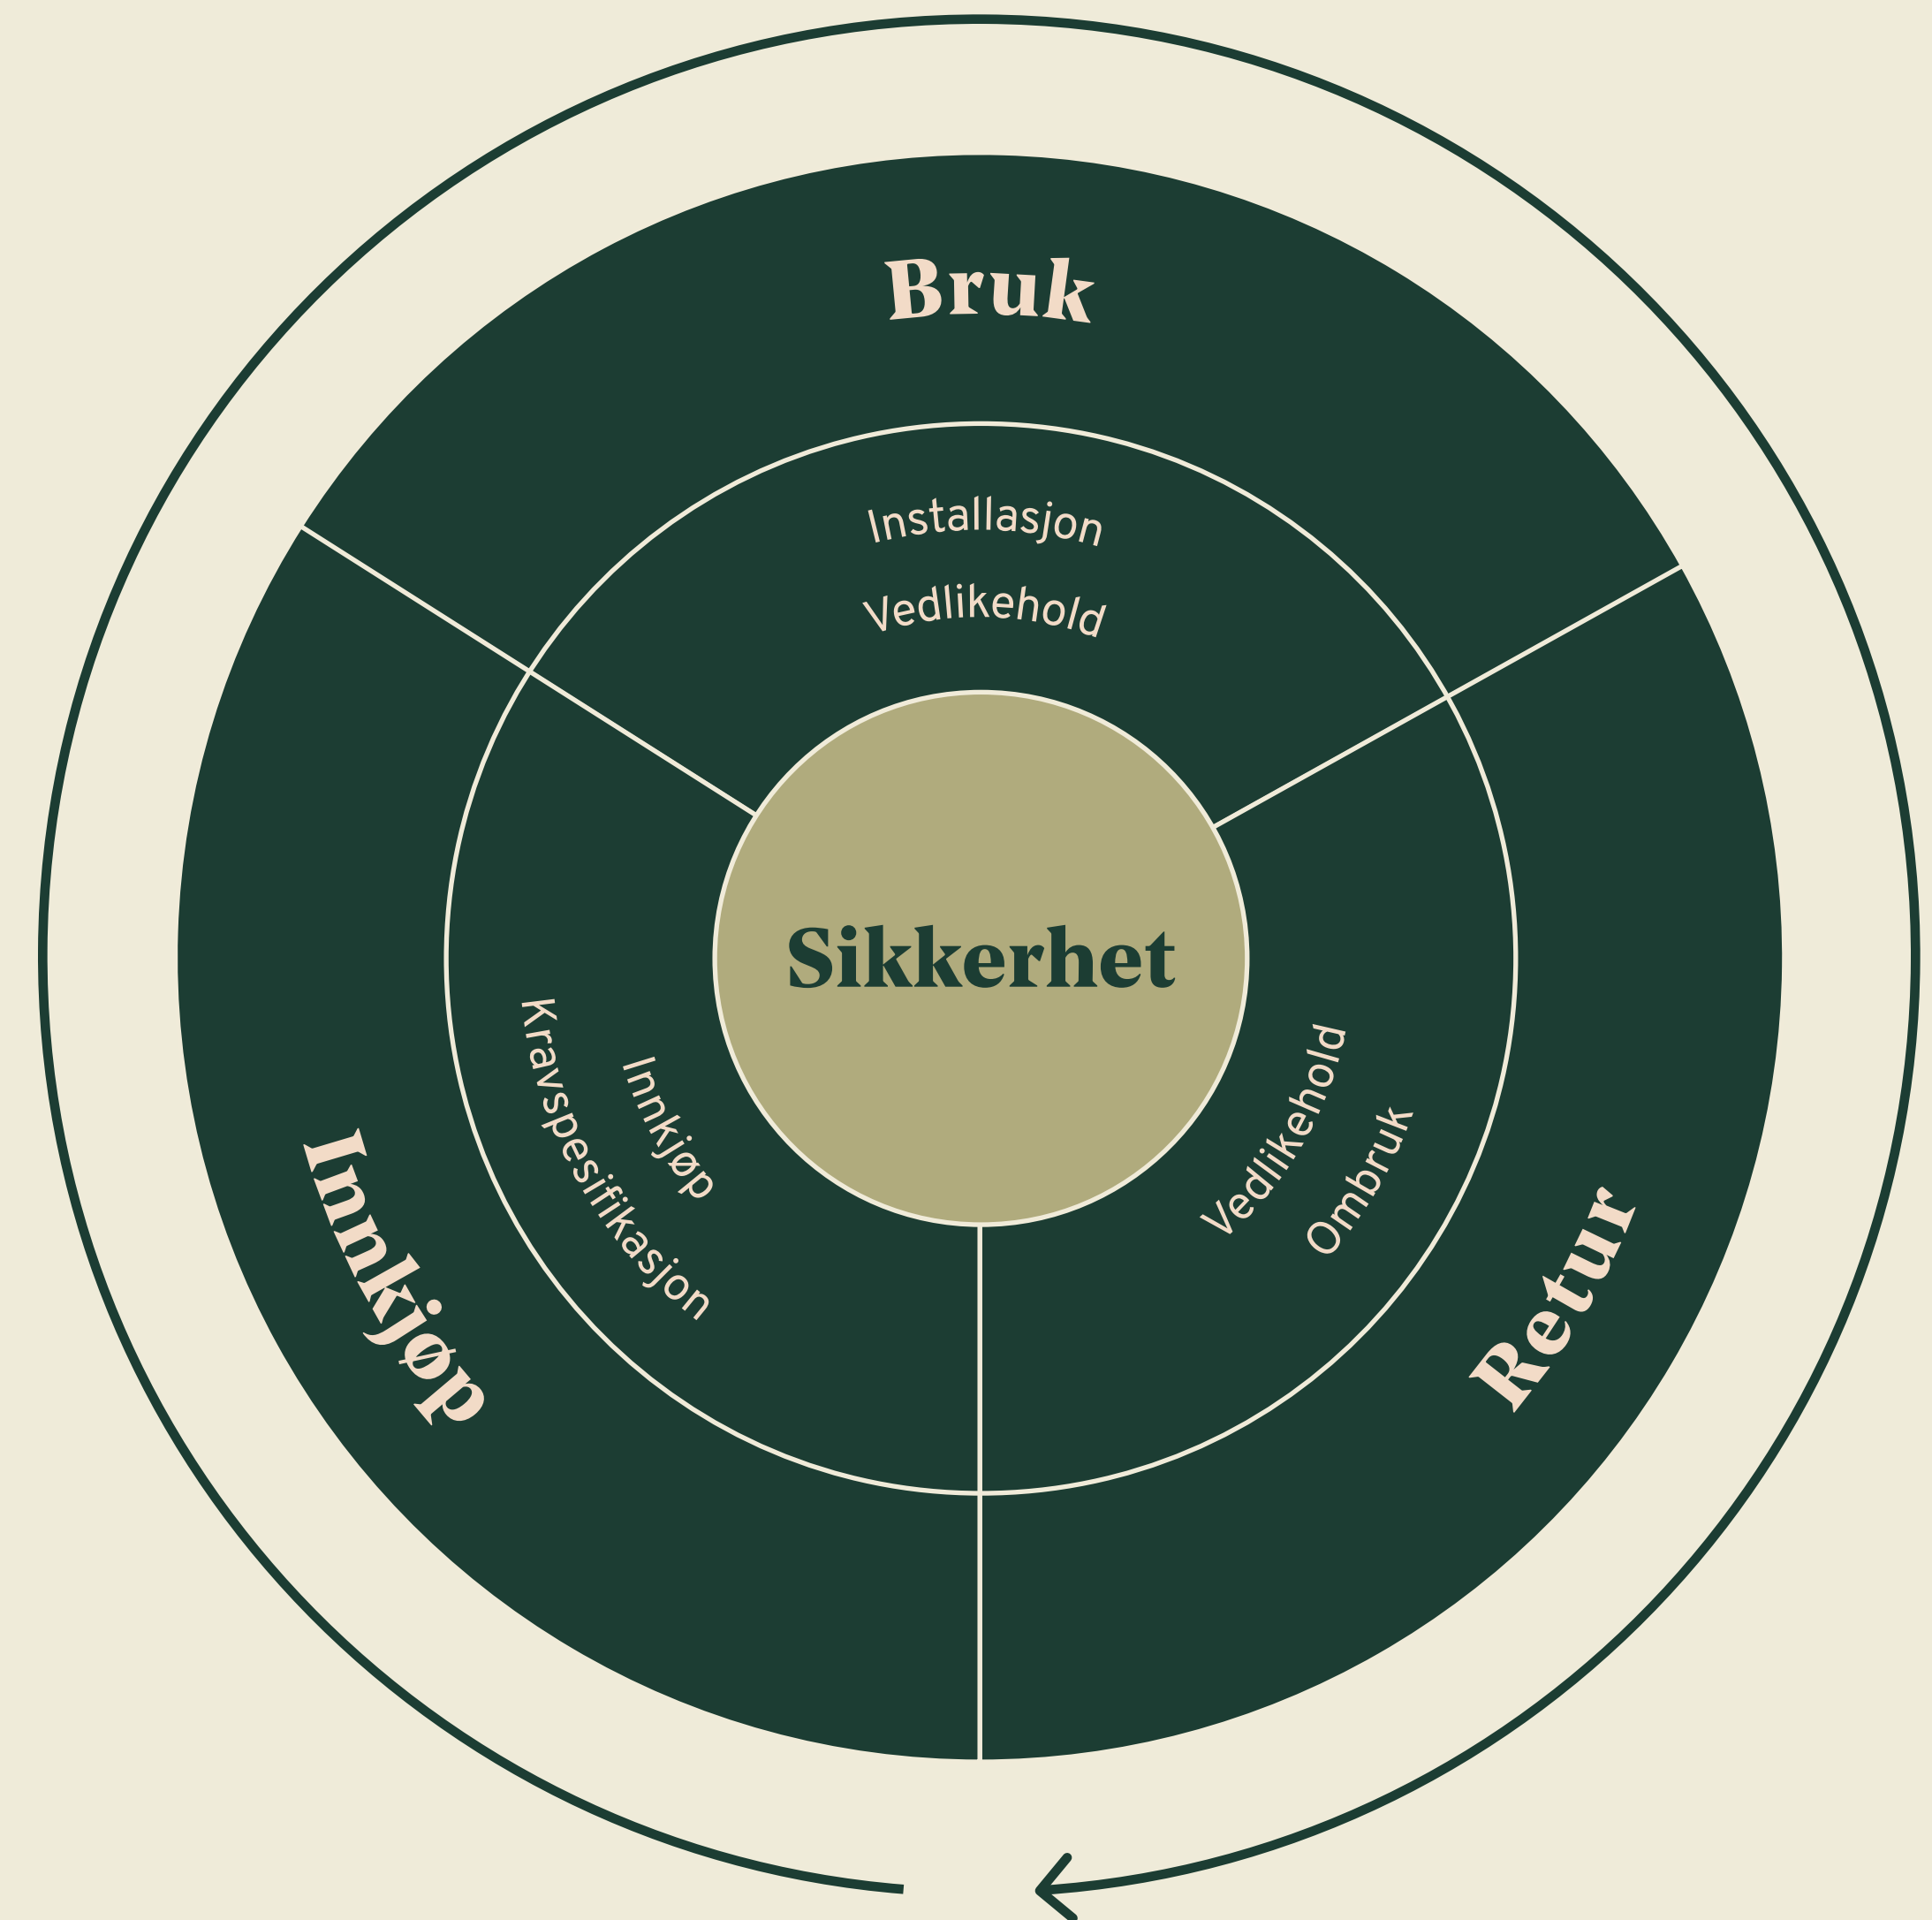 Bruk
Installasjon
Vedlikehold
Sikkerhet
Kravspesifikasjon
Innkjøp
Innkjøp
Vedlikehold
Ombruk
Retur